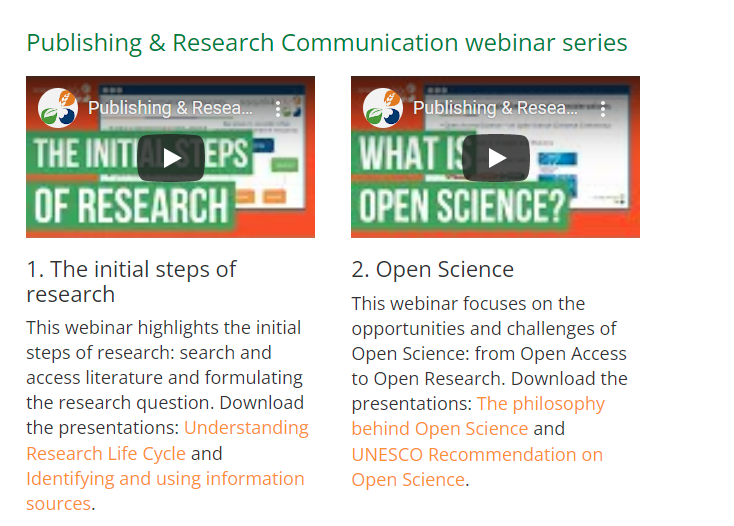 Publishing & Research Communication webinar series
Publishing & Resea...
THE INITIAL STEPS
OF RESEARCH
Publishing & Resea...
WHAT IS
OPEN SCIENCE?
1. The initial steps of
research
This webinar highlights the initial
steps of research: search and
access literature and formulating
the research question. Download
the presentations: Understanding
Research Life Cycle and
Identifying and using information
sources.
2. Open Science
This webinar focuses on the
opportunities and challenges of
Open Science: from Open Access
to Open Research. Download the
presentations: The philosophy
behind Open Science and
UNESCO Recommendation on
Open Science.